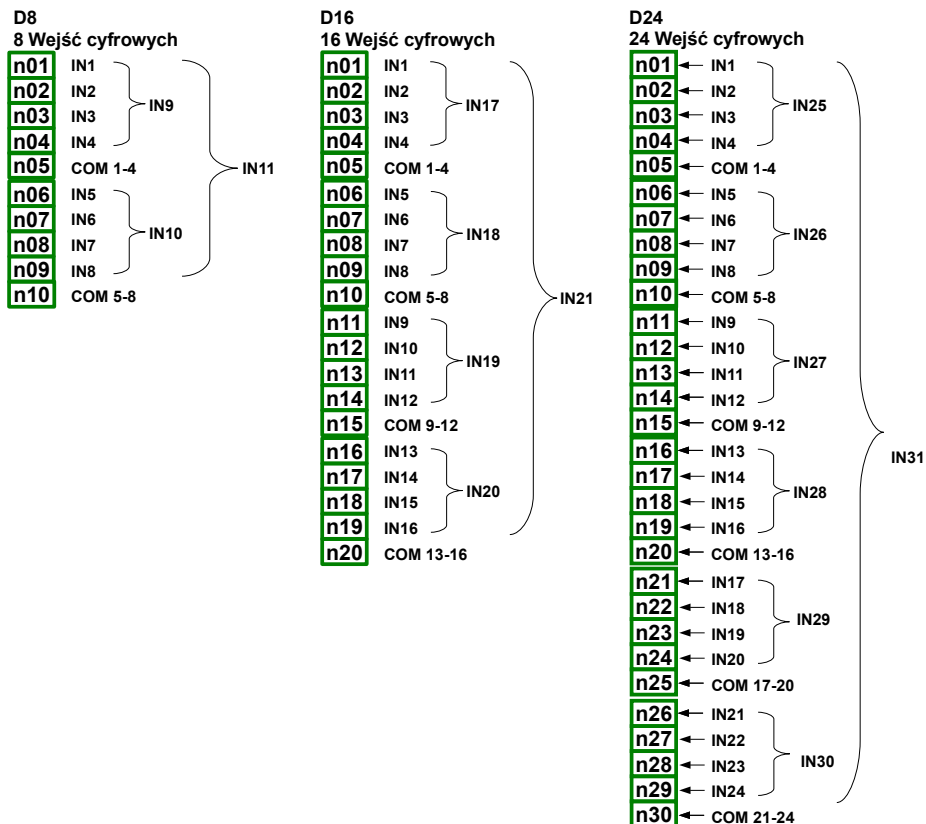 D8
8 Wejść cyfrowych
n01 IN1
n02 IN2
n03 IN3
n04 IN4
IN9
n05 COM 1-4
n06 IN5
n07 IN6
n08 IN7
n09 IN8
IN10
n10 COM 5-8
IN11
D16
16 Wejść cyfrowych
n01 IN1
n02 IN2
n03 IN3
n04 IN4
IN17
n05 COM 1-4
n06 IN5
n07 IN6
n08 IN7
n09 IN8
IN18
n10 COM 5-8
n11 IN9
n12 IN10
n13 IN11
n14 IN12
IN19
n15 COM 9-12
n16 IN13
n17 IN14
n18 IN15
n19 IN16
IN20
n20 COM 13-16
IN21
D24
24 Wejść cyfrowych
n01 IN1
n02 IN2
n03 IN3
n04 IN4
IN25
n05 COM 1-4
n06 IN5
n07 IN6
n08 IN7
n09 IN8
IN26
n10 COM 5-8
n11 IN9
n12 IN10
n13 IN11
n14 IN12
IN27
n15 COM 9-12
n16 IN13
n17 IN14
n18 IN15
n19 IN16
IN28
n20 COM 13-16
n21 IN17
n22 IN18
n23 IN19
n24 IN20
IN29
n25 COM 17-20
n26 IN21
n27 IN22
n28 IN23
n29 IN24
IN30
n30 COM 21-24
IN31